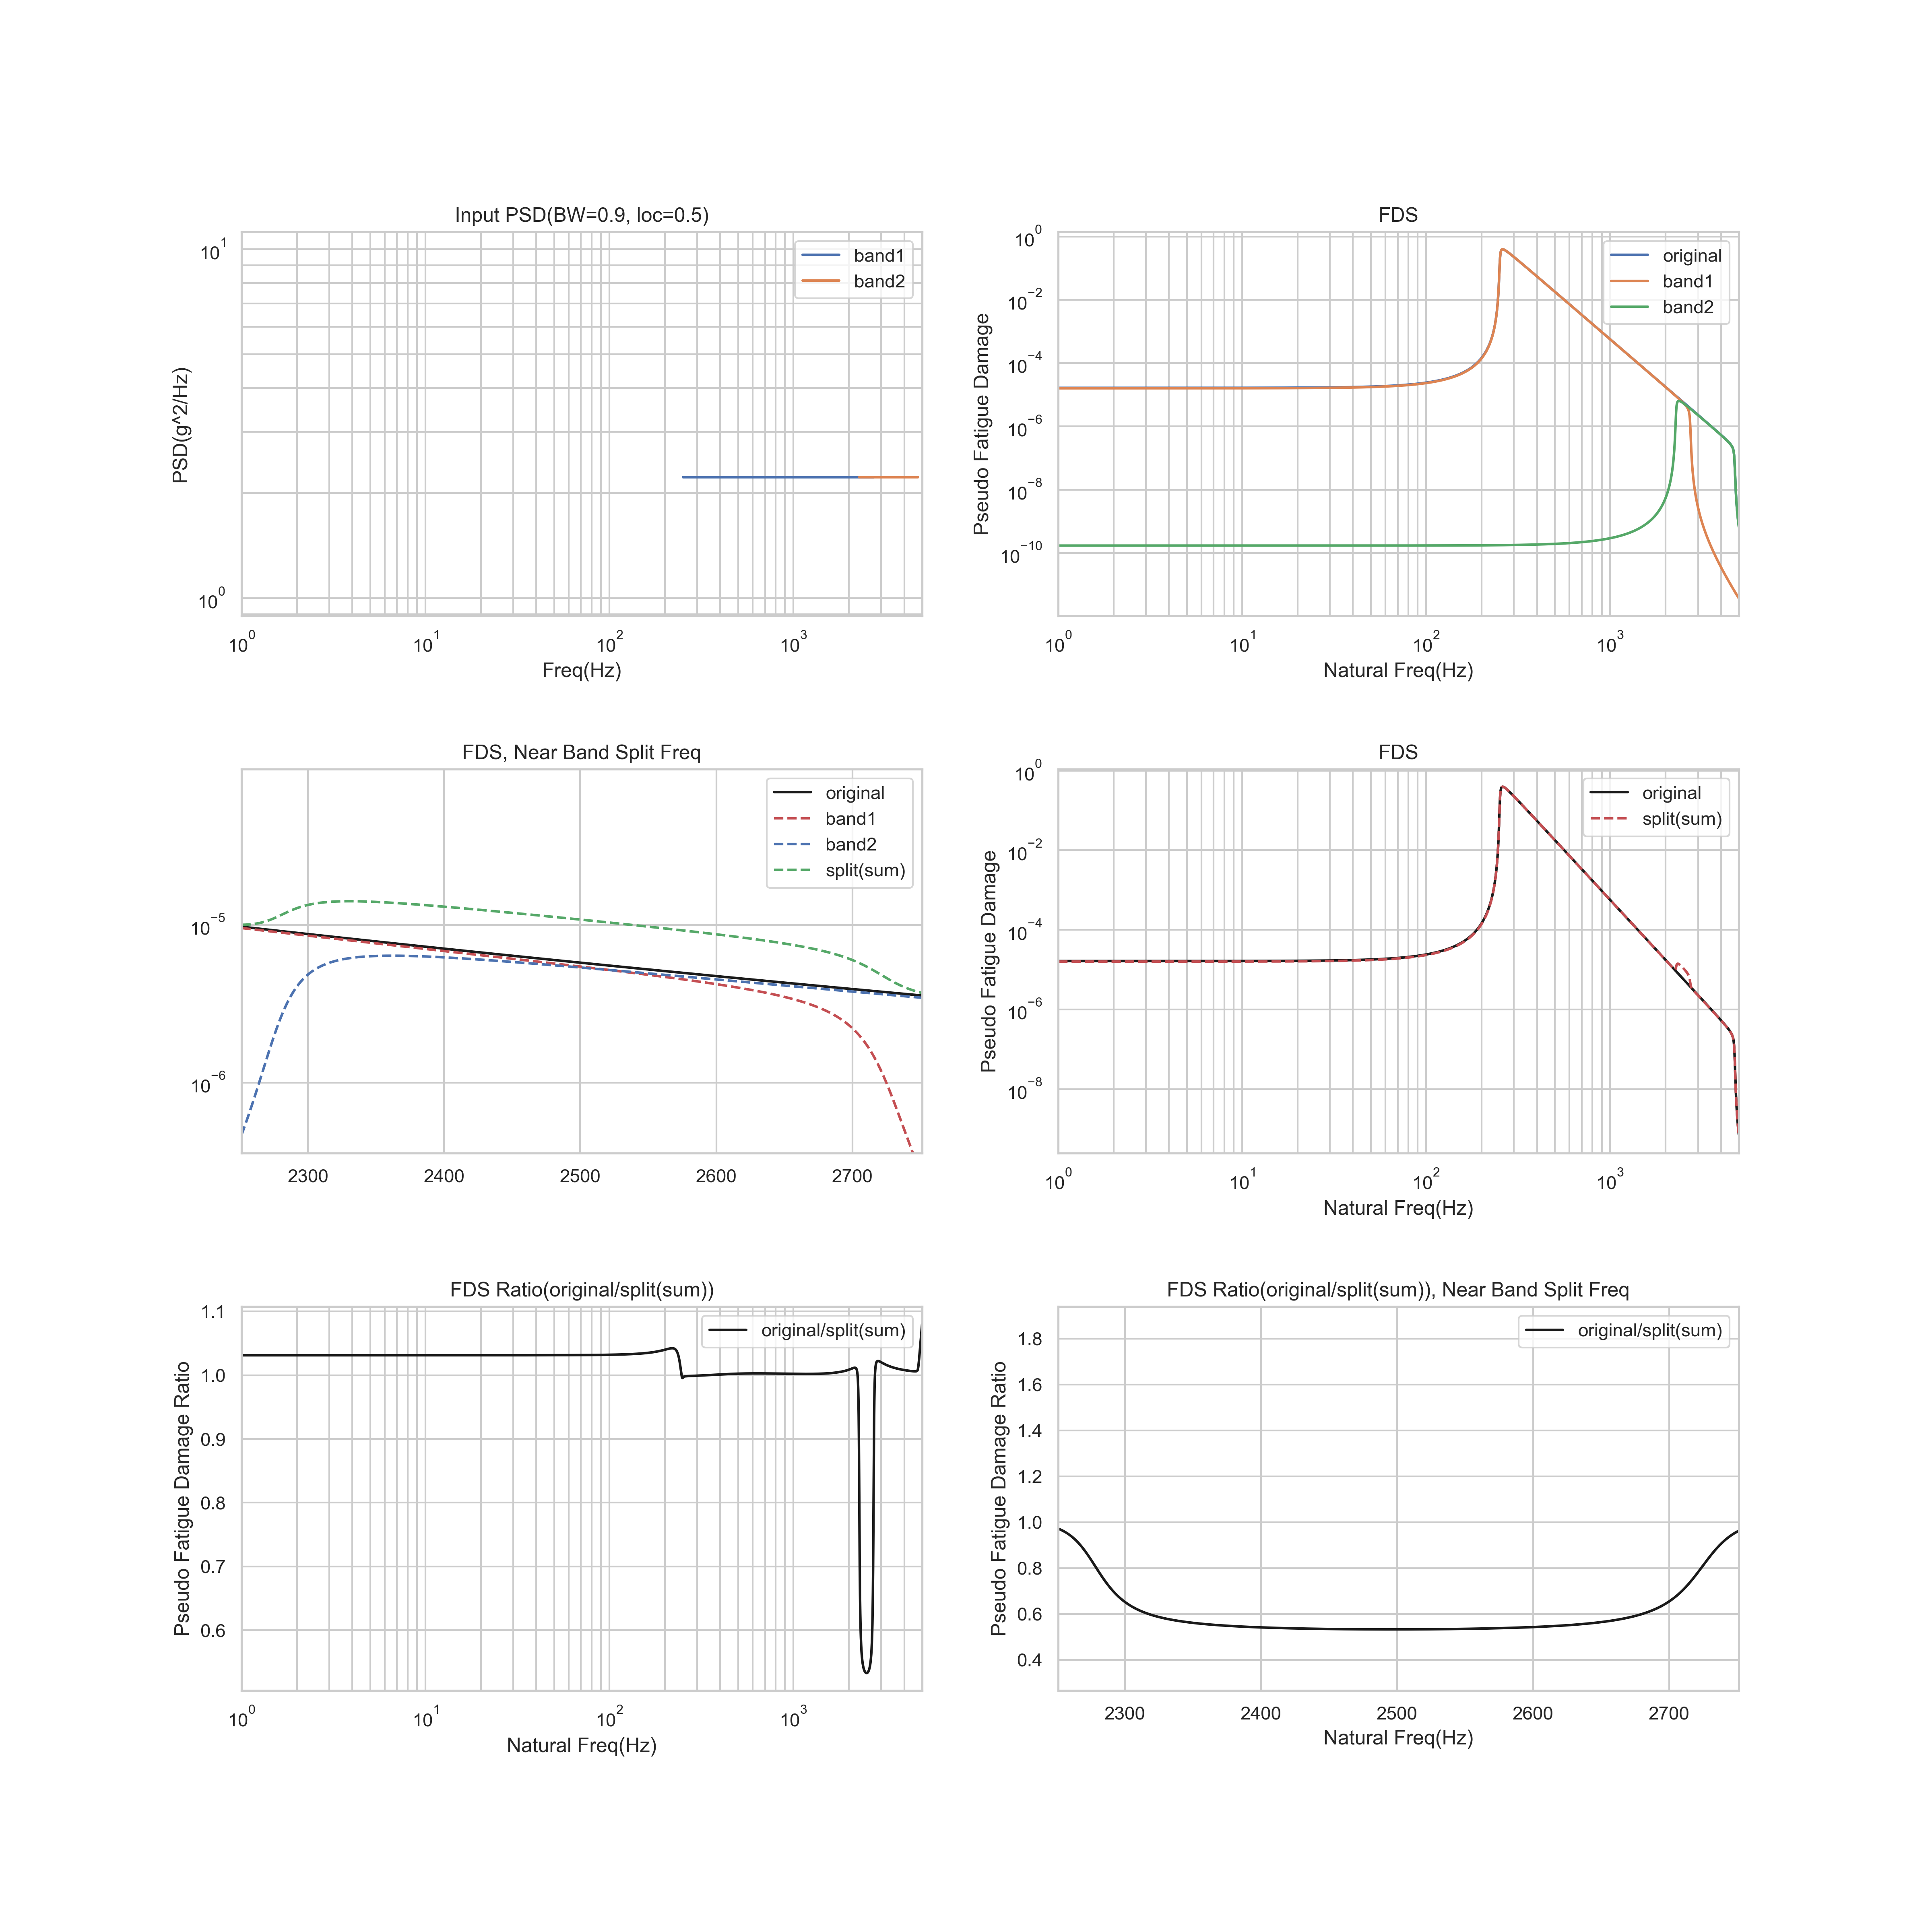 Input PSD(BW=0.9, loc=0.5)
PSD(g^2/Hz)
10^1
10^0
band1
band2
10^0 10^1 10^2 10^3
Freq(Hz)
FDS
Pseudo Fatigue Damage
10^0
10^−2
10^−4
10^−6
10^−8
10^−10
original
band1
band2
10^0 10^1 10^2 10^3
Natural Freq(Hz)
FDS, Near Band Split Freq
10^−5
10^−6
original
band1
band2
split(sum)
2300 2400 2500 2600 2700
FDS
Pseudo Fatigue Damage
10^0
10^−2
10^−4
10^−6
10^−8
original
split(sum)
10^0 10^1 10^2 10^3
Natural Freq(Hz)
FDS Ratio(original/split(sum))
Pseudo Fatigue Damage Ratio
1.1
1.0
0.9
0.8
0.7
0.6
original/split(sum)
10^0 10^1 10^2 10^3
Natural Freq(Hz)
FDS Ratio(original/split(sum)), Near Band Split Freq
Pseudo Fatigue Damage Ratio
1.8
1.6
1.4
1.2
1.0
0.8
0.6
0.4
original/split(sum)
2300 2400 2500 2600 2700
Natural Freq(Hz)